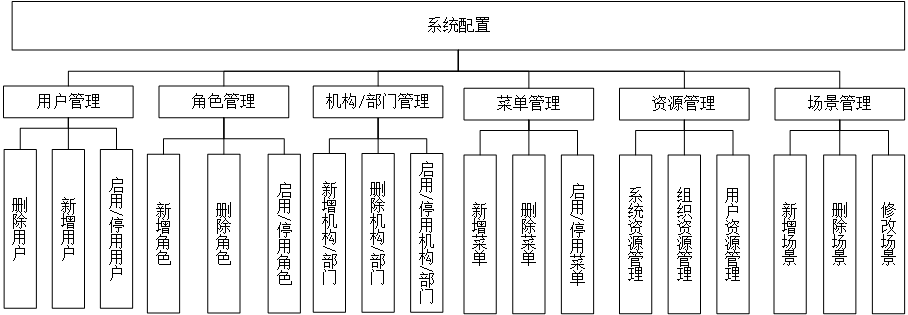 系统配置
用户管理
角色管理
机构/部门管理
菜单管理
资源管理
场景管理
删除用户
新增用户
启用/停用用户
新增角色
删除角色
启用/停用角色
新增机构/部门
删除机构/部门
启用/停用机构/部门
新增菜单
删除菜单
启用/停用菜单
系统资源管理
组织资源管理
用户资源管理
新增场景
删除场景
修改场景